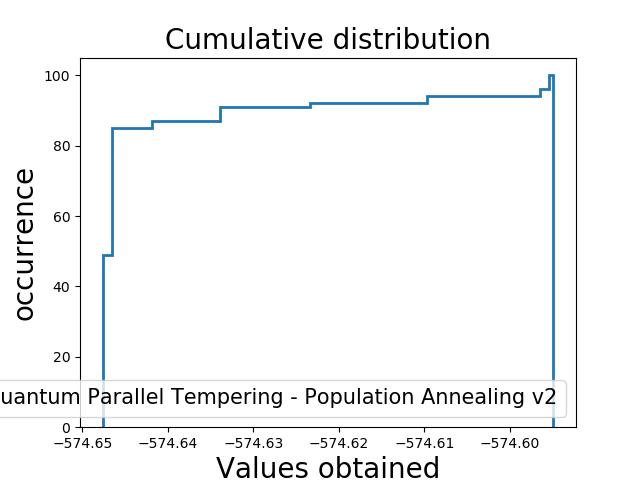 Cumulative distribution
occurrence
100
80
60
40
20
0
uantum Parallel Tempering - Population Annealing v2
−574.65 −574.64 −574.63 −574.62 −574.61 −574.60
Values obtained